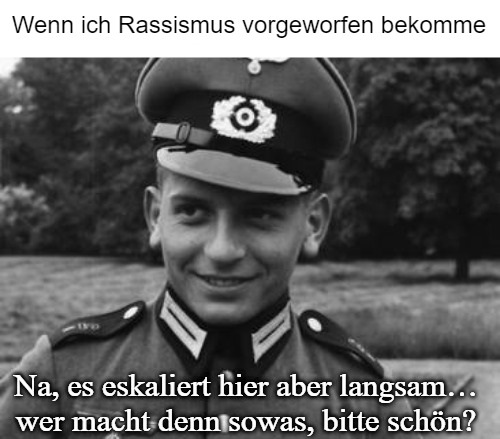 Wenn ich Rassismus vorgeworfen bekomme
Na, es eskaliert hier aber langsam…
wer macht denn sowas, bitte schön?